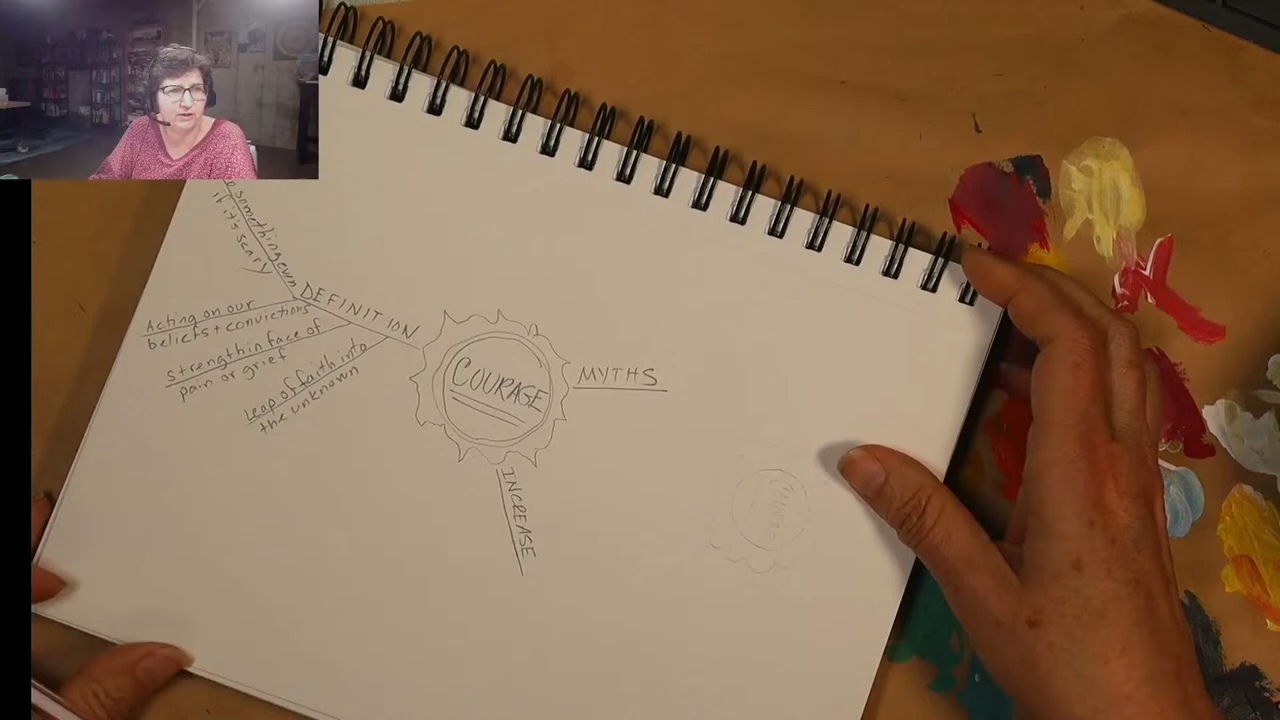 something even
if it's scary
DEFINITION
Acting on our
beliefs + convictions
strength in face of
pain or grief
Leap of faith into
the unknown
COURAGE
MYTHS
INCREASE